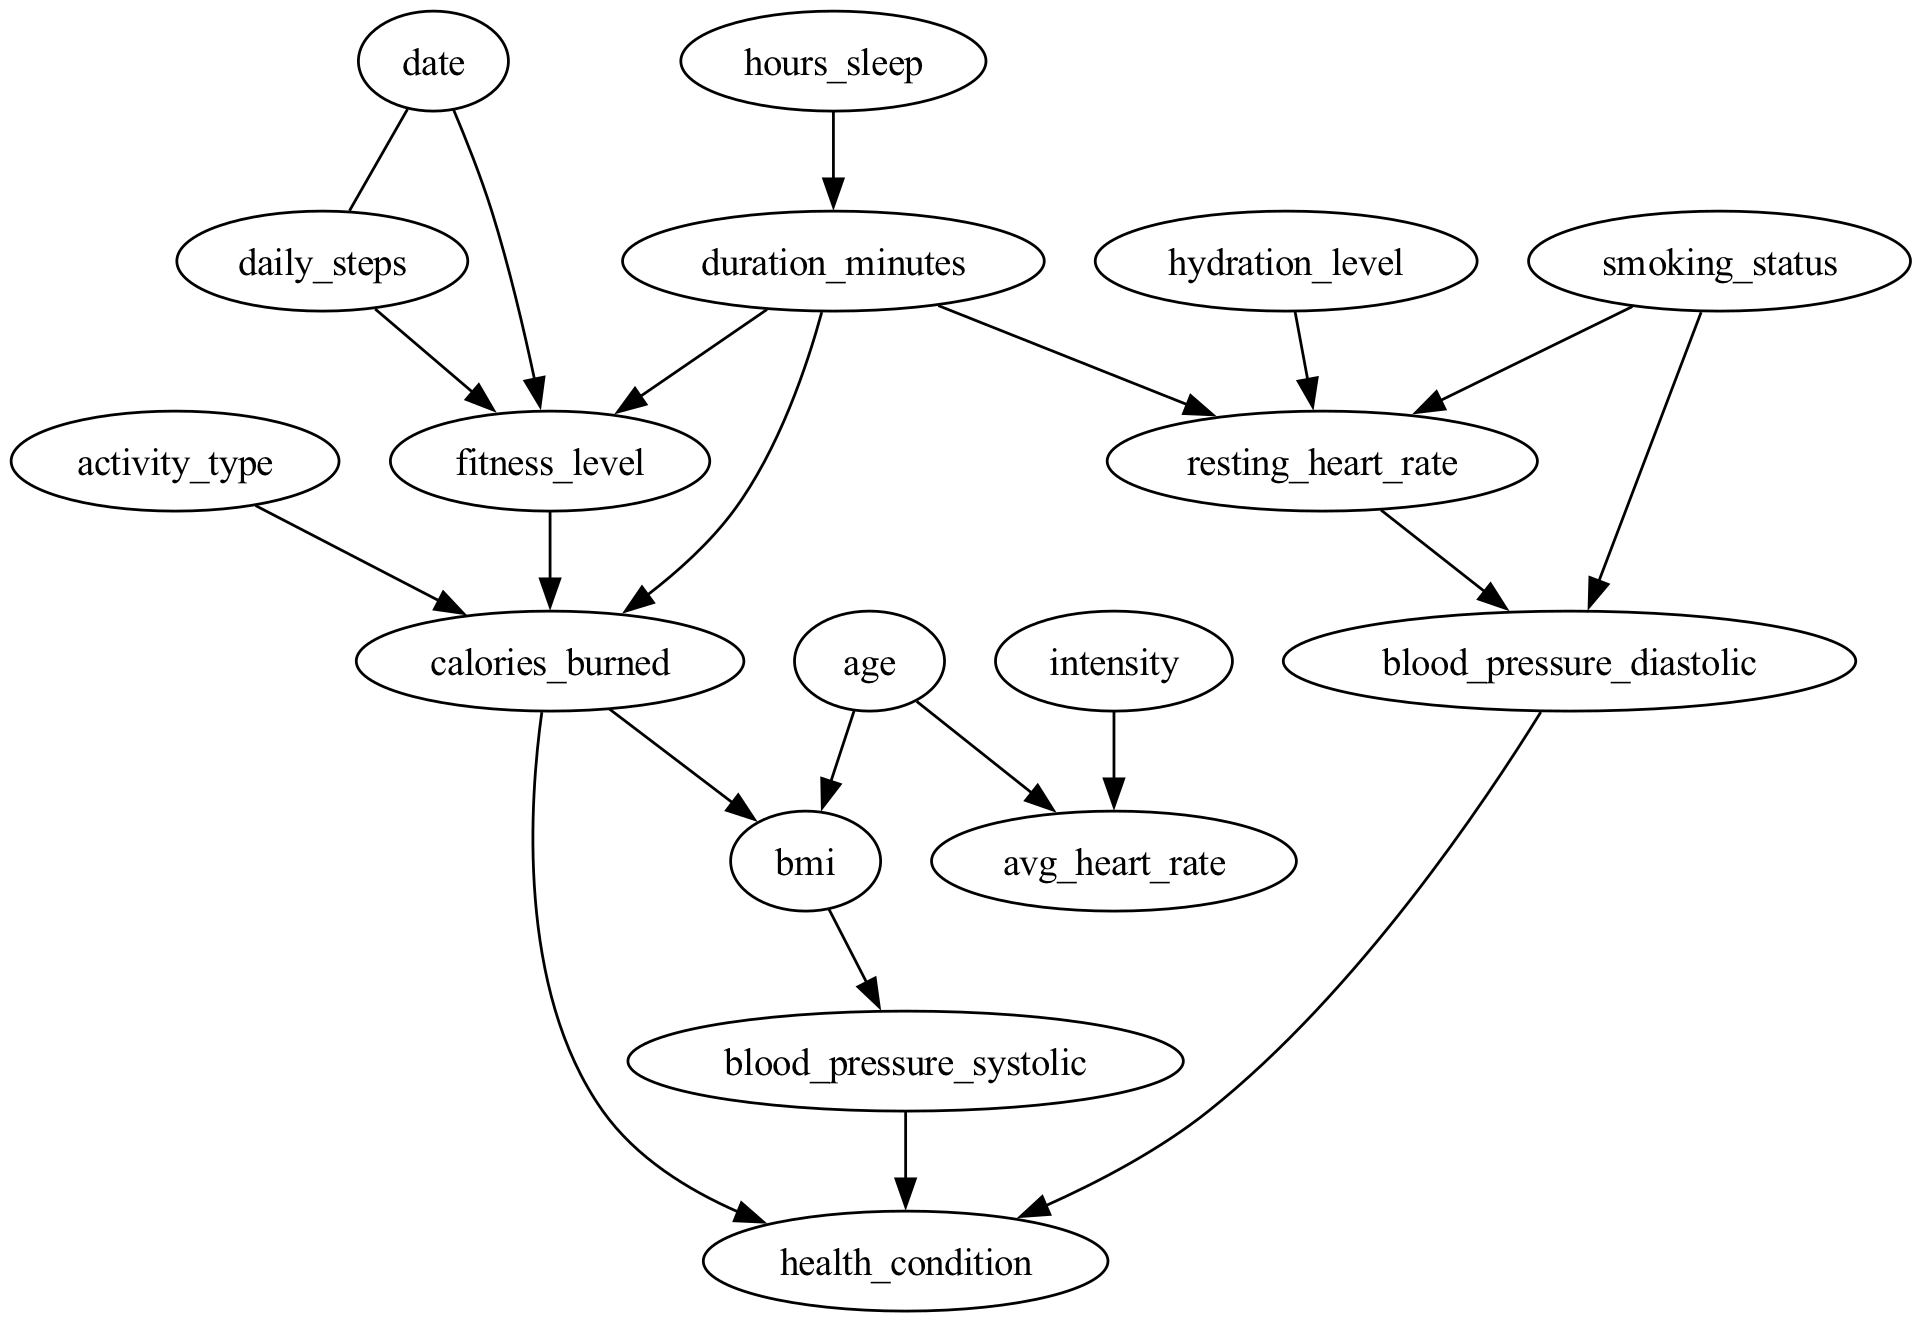 date
hours_sleep
daily_steps
duration_minutes
hydration_level
smoking_status
activity_type
fitness_level
resting_heart_rate
calories_burned
age
intensity
blood_pressure_diastolic
bmi
avg_heart_rate
blood_pressure_systolic
health_condition